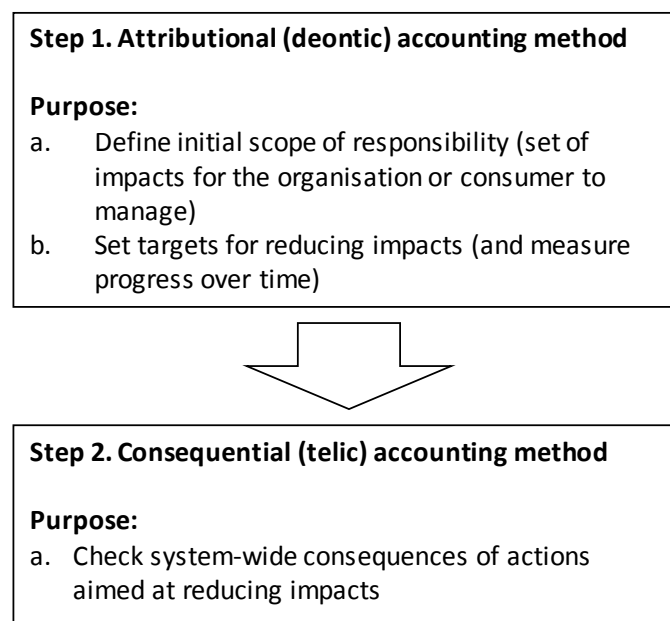 Step 1. Attributional (deontic) accounting method
Purpose:
a. Define initial scope of responsibility (set of
impacts for the organisation or consumer to
manage)
b. Set targets for reducing impacts (and measure
progress over time)
Step 2. Consequential (telic) accounting method
Purpose:
a. Check system-wide consequences of actions
aimed at reducing impacts